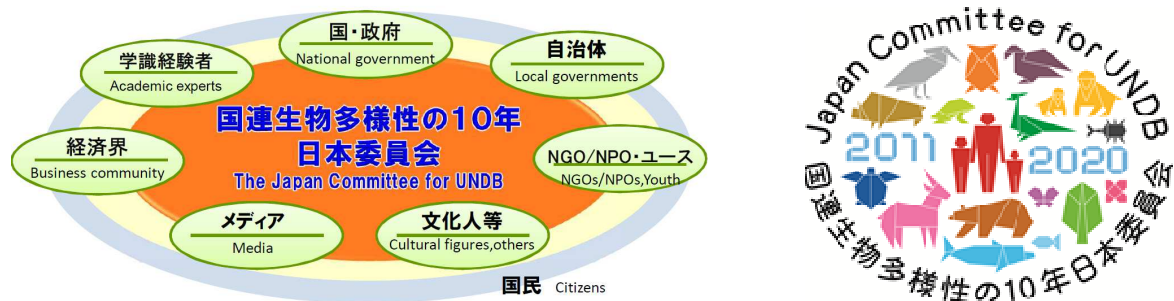 国・政府
National government
学識経験者
Academic experts
自治体
Local governments
経済界
Business community
国連生物多様性の10年
日本委員会
The Japan Committee for UNDB
NGO/NPO・ユース
NGOs/NPOs,Youth
メディア
Media
文化人等
Cultural figures,others
国民 Citizens
Japan Committee for UNDB
2011 2020
国連生物多様性の10年日本委員会